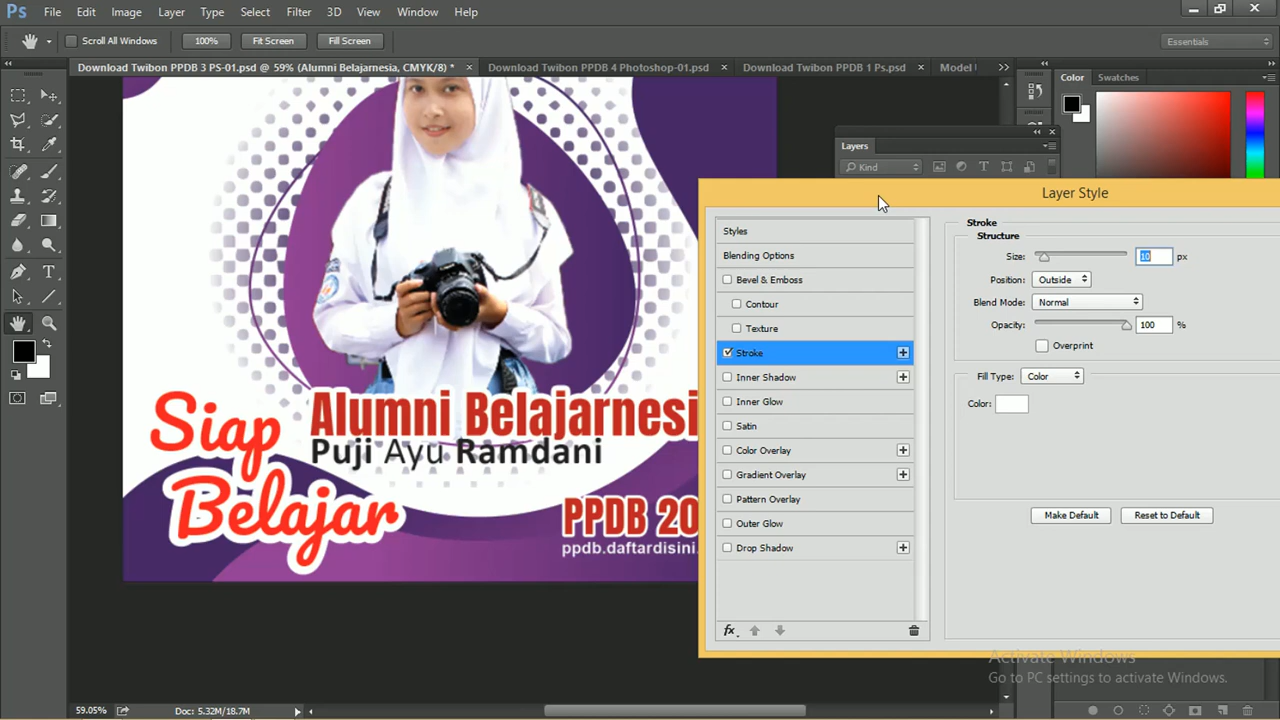 Ps File Edit Image Layer Type Select Filter 3D View Window Help
Scroll All Windows 100% Fit Screen Fill Screen Essentials
Download Twibon PPDB 3 PS-01.psd @ 59% (Alumni Belajarnesia, CMYK/8) * × Download Twibon PPDB 4 Photoshop-01.psd × Download Twibon PPDB 1 Ps.psd × Model
Color Swatches
Layers
Kind
Layer Style
Styles
Blending Options
Bevel & Emboss
Contour
Texture
Stroke
Inner Shadow
Inner Glow
Satin
Color Overlay
Gradient Overlay
Pattern Overlay
Outer Glow
Drop Shadow
fx
Stroke
Structure
Size: 10 px
Position: Outside
Blend Mode: Normal
Opacity: 100 %
Overprint
Fill Type: Color
Color:
Make Default Reset to Default
Siap
Belajar
Alumni Belajarnesi
Puji Ayu Ramdani
PPDB 20
ppdb.daftardisini.
Activate Windows
Go to PC settings to activate Windows.
59.05% Doc: 5.32M/18.7M